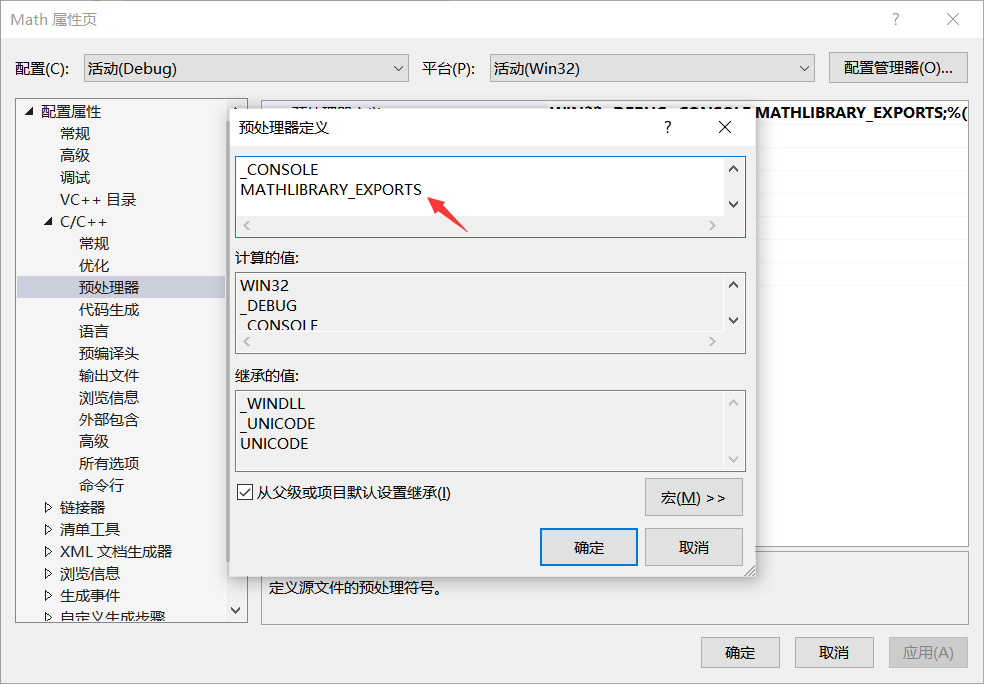 Math 属性页
配置(C): 活动(Debug) 平台(P): 活动(Win32) 配置管理器(O)...
配置属性
常规
高级
调试
VC++ 目录
C/C++
常规
优化
预处理器
代码生成
语言
预编译头
输出文件
浏览信息
外部包含
高级
所有选项
命令行
链接器
清单工具
XML 文档生成器
浏览信息
生成事件
自定义生成步骤
MATHLIBRARY_EXPORTS;%(
预处理器定义
_CONSOLE
MATHLIBRARY_EXPORTS
计算的值:
WIN32
_DEBUG
_CONSOLE
继承的值:
_WINDLL
_UNICODE
UNICODE
从父级或项目默认设置继承(I)
宏(M) >>
确定 取消
定义源文件的预处理符号。
确定 取消 应用(A)